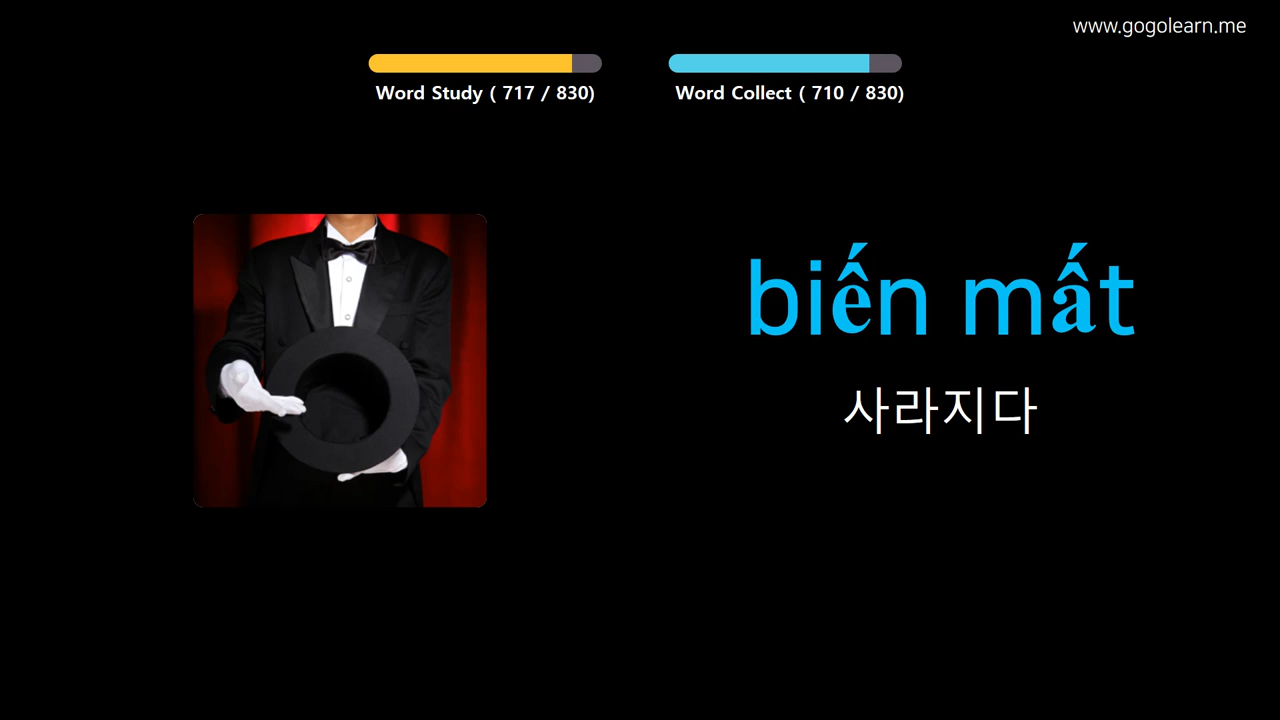 www.gogolearn.me
Word Study ( 717 / 830)
Word Collect ( 710 / 830)
biến mất
사라지다